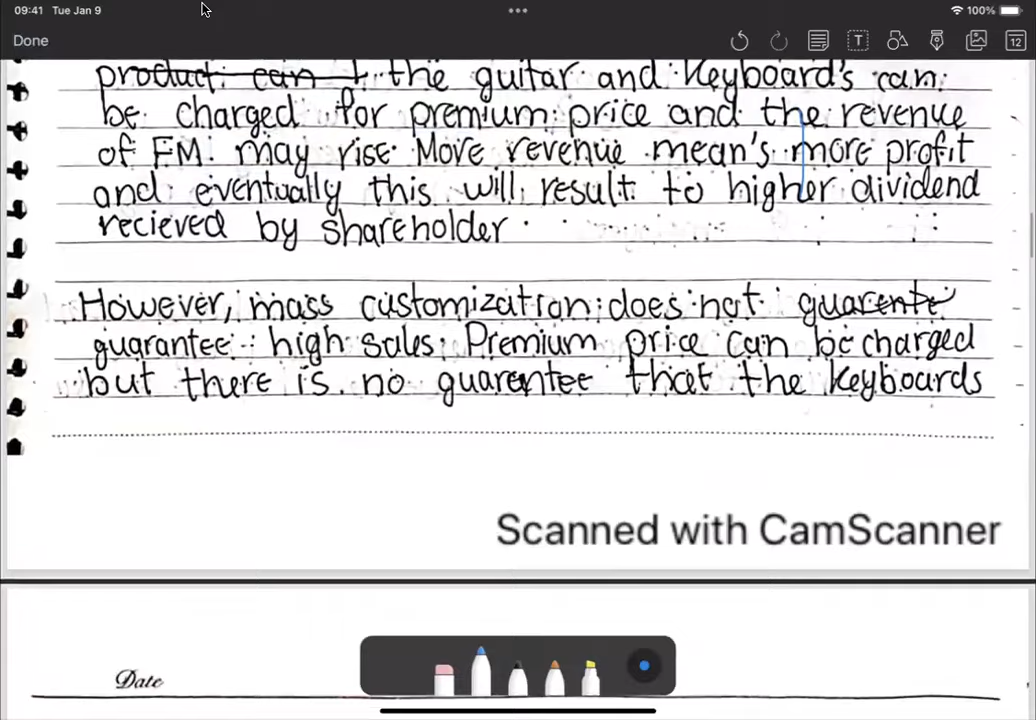 09:41 Tue Jan 9
100%
Done
T
12
product can t the guitar and Keyboard's can
be charged for premium price and the revenue
of FM. may rise. More revenue mean's more profit
and eventually this will result to higher dividend
recieved by shareholder.
However, mass customization does not guarente
guarantee high sales. Premium price can be charged
but there is no guarantee that the keyboards
Scanned with CamScanner
Date